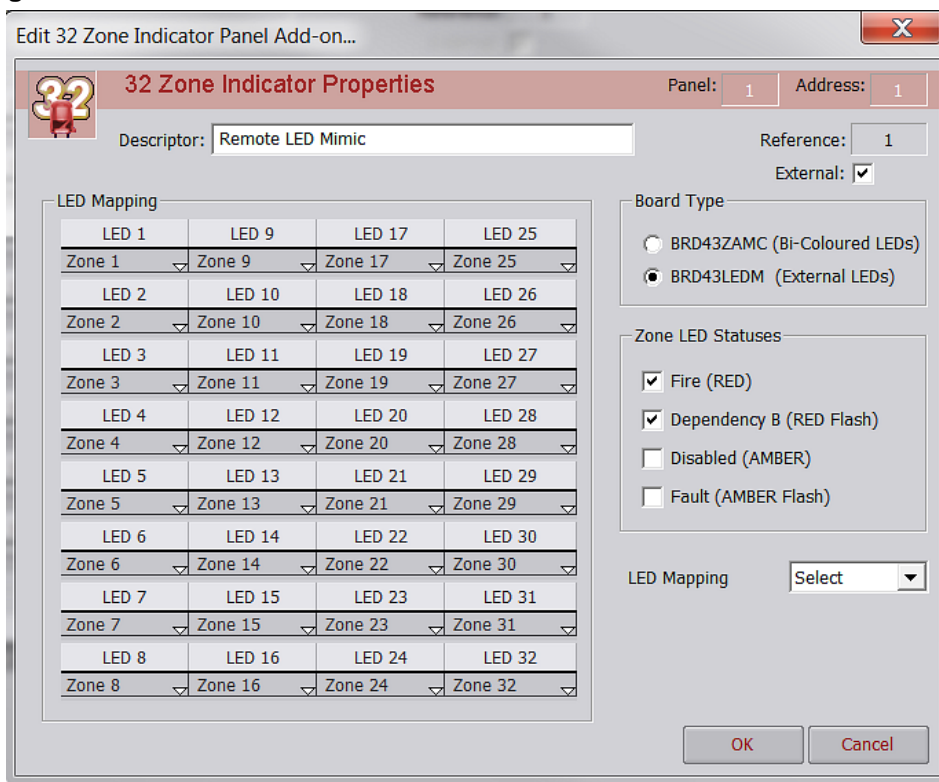 Edit 32 Zone Indicator Panel Add-on...
X
32
32 Zone Indicator Properties
Panel: 1 Address: 1
Descriptor: Remote LED Mimic
Reference: 1
External:
LED Mapping
LED 1 LED 9 LED 17 LED 25
Zone 1 Zone 9 Zone 17 Zone 25
LED 2 LED 10 LED 18 LED 26
Zone 2 Zone 10 Zone 18 Zone 26
LED 3 LED 11 LED 19 LED 27
Zone 3 Zone 11 Zone 19 Zone 27
LED 4 LED 12 LED 20 LED 28
Zone 4 Zone 12 Zone 20 Zone 28
LED 5 LED 13 LED 21 LED 29
Zone 5 Zone 13 Zone 21 Zone 29
LED 6 LED 14 LED 22 LED 30
Zone 6 Zone 14 Zone 22 Zone 30
LED 7 LED 15 LED 23 LED 31
Zone 7 Zone 15 Zone 23 Zone 31
LED 8 LED 16 LED 24 LED 32
Zone 8 Zone 16 Zone 24 Zone 32
Board Type
BRD43ZAMC (Bi-Coloured LEDs)
BRD43LEDM (External LEDs)
Zone LED Statuses
Fire (RED)
Dependency B (RED Flash)
Disabled (AMBER)
Fault (AMBER Flash)
LED Mapping Select
OK Cancel